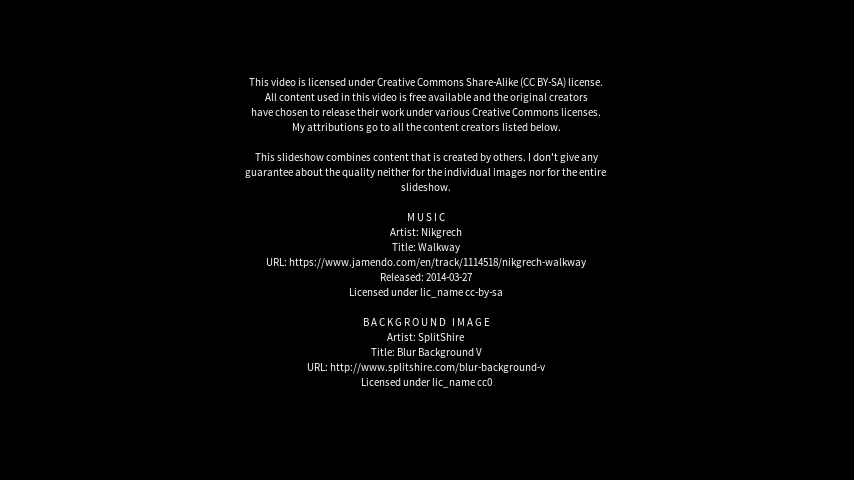 This video is licensed under Creative Commons Share-Alike (CC BY-SA) license.
All content used in this video is free available and the original creators
have chosen to release their work under various Creative Commons licenses.
My attributions go to all the content creators listed below.
This slideshow combines content that is created by others. I don't give any
guarantee about the quality neither for the individual images nor for the entire
slideshow.
M U S I C
Artist: Nikgrech
Title: Walkway
URL: https://www.jamendo.com/en/track/1114518/nikgrech-walkway
Released: 2014-03-27
Licensed under lic_name cc-by-sa
B A C K G R O U N D   I M A G E
Artist: SplitShire
Title: Blur Background V
URL: http://www.splitshire.com/blur-background-v
Licensed under lic_name cc0